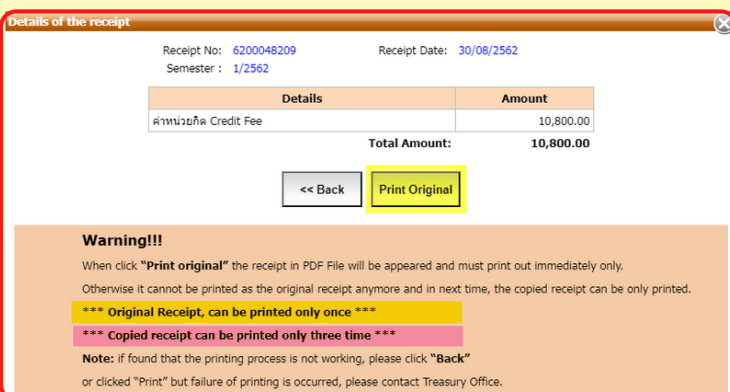 Details of the receipt
Receipt No: 6200048209 Receipt Date: 30/08/2562
Semester : 1/2562
Details Amount
ค่าหน่วยกิต Credit Fee 10,800.00
Total Amount: 10,800.00
<< Back Print Original
Warning!!!
When click “Print original” the receipt in PDF File will be appeared and must print out immediately only.
Otherwise it cannot be printed as the original receipt anymore and in next time, the copied receipt can be only printed.
*** Original Receipt, can be printed only once ***
*** Copied receipt can be printed only three time ***
Note: if found that the printing process is not working, please click “Back”
or clicked “Print” but failure of printing is occurred, please contact Treasury Office.